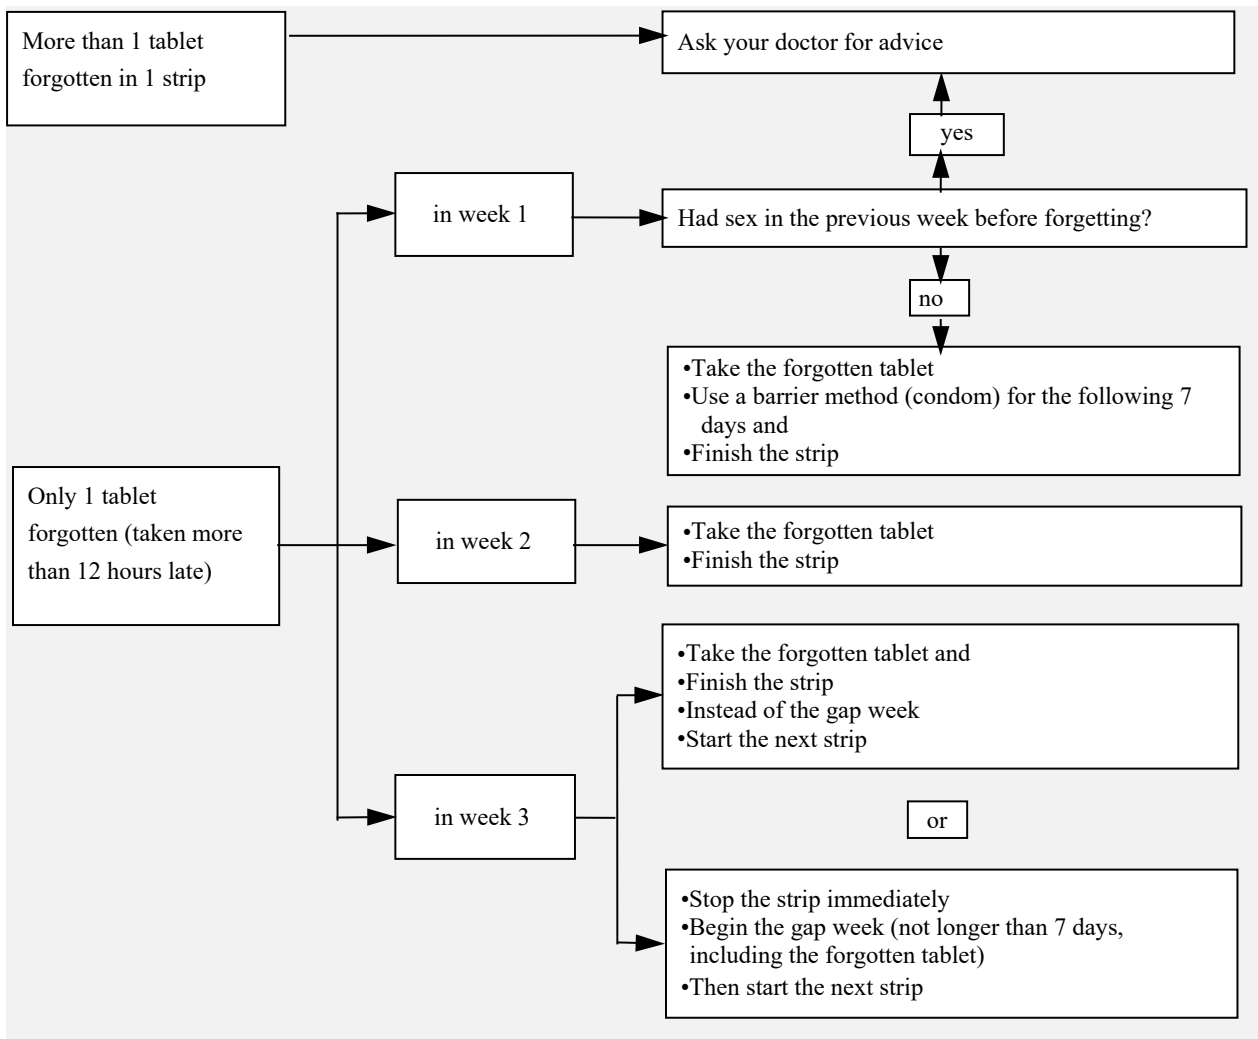 More than 1 tablet
forgotten in 1 strip
Ask your doctor for advice
yes
in week 1
Had sex in the previous week before forgetting?
no
•Take the forgotten tablet
•Use a barrier method (condom) for the following 7
days and
•Finish the strip
Only 1 tablet
forgotten (taken more
than 12 hours late)
in week 2
•Take the forgotten tablet
•Finish the strip
•Take the forgotten tablet and
•Finish the strip
•Instead of the gap week
•Start the next strip
in week 3
or
•Stop the strip immediately
•Begin the gap week (not longer than 7 days,
including the forgotten tablet)
•Then start the next strip